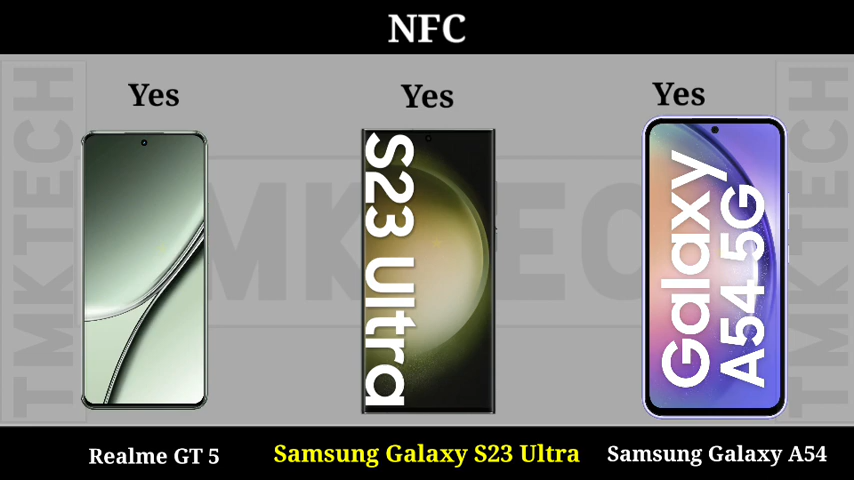 NFC
Yes
Yes
Yes
TMKTECH
TMKTECH
TMKTECH
S23 Ultra
Galaxy
A54 5G
Realme GT 5
Samsung Galaxy S23 Ultra
Samsung Galaxy A54